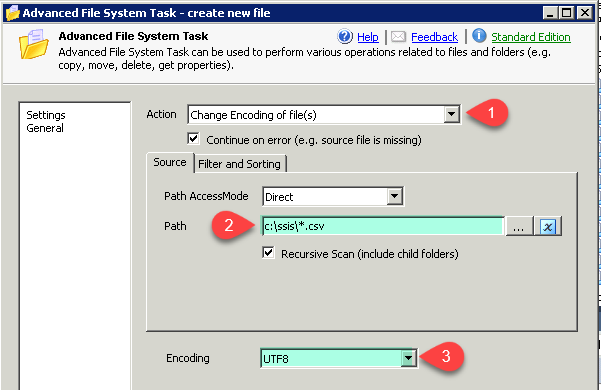 Advanced File System Task - create new file
Advanced File System Task
Help | Feedback | Standard Edition
Advanced File System Task can be used to perform various operations related to files and folders (e.g.
copy, move, delete, get properties).
Settings
General
Action Change Encoding of file(s) 1
Continue on error (e.g. source file is missing)
Source Filter and Sorting
Path AccessMode Direct
Path 2 c:\ssis\*.csv ... x
Recursive Scan (include child folders)
Encoding UTF8 3